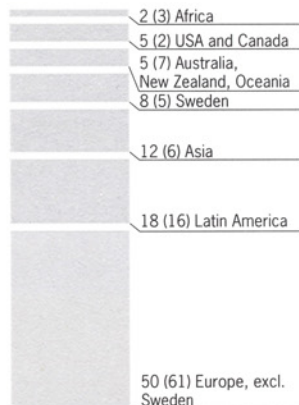 2 (3) Africa
5 (2) USA and Canada
5 (7) Australia,
New Zealand, Oceania
8 (5) Sweden
12 (6) Asia
18 (16) Latin America
50 (61) Europe, excl.
Sweden